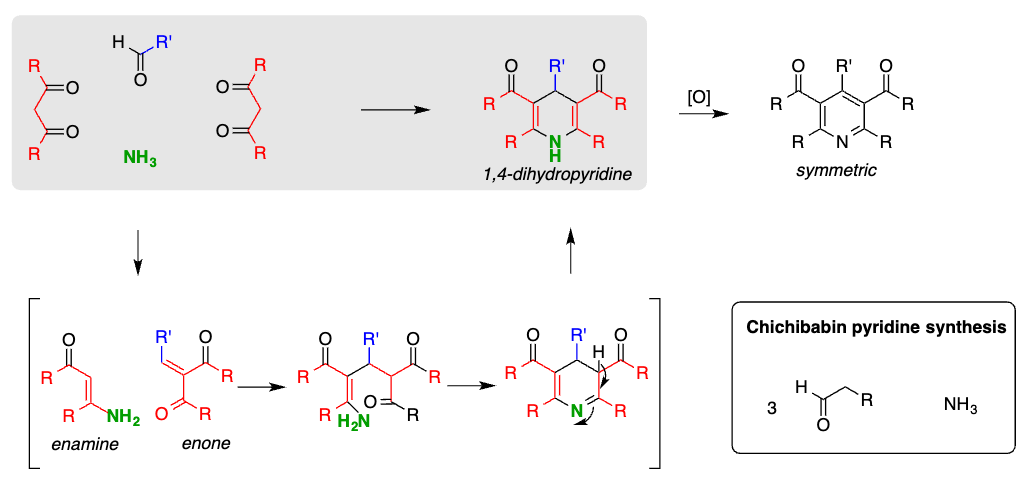 H
R'
O
R
O
O
R
NH₃
R
O
O
R
R'
O
O
R
R
R
R
N
H
1,4-dihydropyridine
[O]
R'
O
O
R
R
R
N
R
symmetric
O
R
R
NH₂
enamine
R'
O
R
O
R
enone
R'
O
O
R
R
R
O
R
H₂N
R'
O
H
O
R
R
R
N
R
Chichibabin pyridine synthesis
3
H
O
R
NH₃